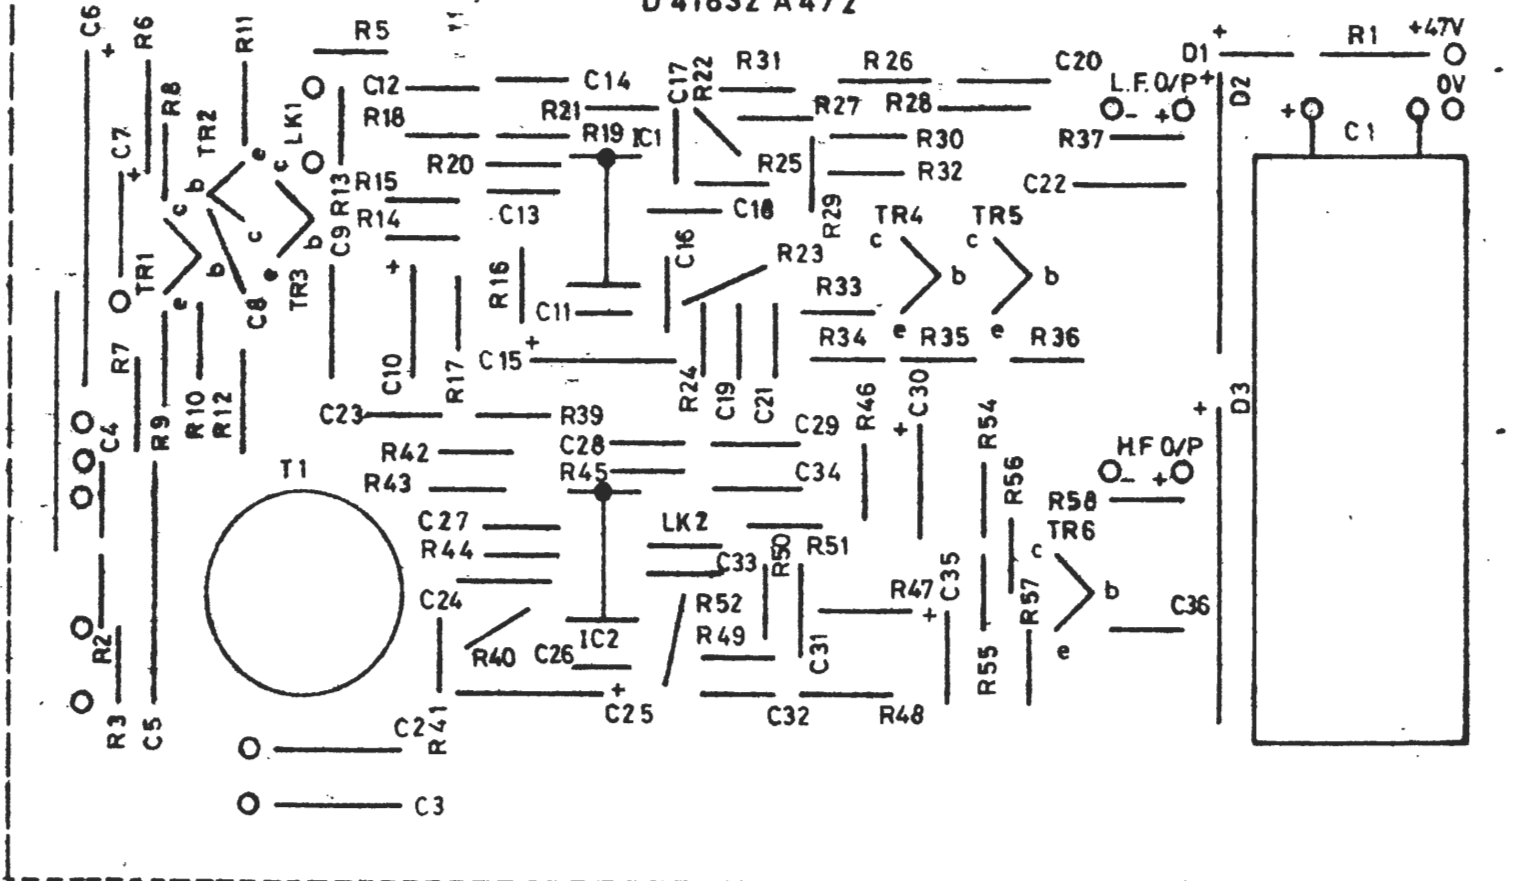 D 41632 A 472
C6
+
R6
R11
R5
R8
TR2
LK1
C7
+
C12
R18
C14
R21
R19
IC1
C17
R22
R31
R26
C20
R27
R28
D1
+
R1
+47V
L.F. O/P
+
D2
0V
- +
+
C1
R30
R37
R20
R25
R32
C22
e
c
b
c
c
b
R13
R15
R14
C13
C18
R29
TR4
TR5
c
c
b
b
C9
+
R16
C16
R23
TR1
b
e
TR3
e
C8
C11
R33
e
e
C15
+
R34
R35
R36
R7
C10
R17
R24
C19
C21
R46
C30
+
R54
+
D3
R9
R10
R12
C4
C23
R39
C29
C28
R42
R45
C34
R43
T1
R56
H.F O/P
- +
R58
TR6
C27
LK2
R44
C33
R50
R51
c
b
e
C24
R52
R47
+
C35
R57
C36
R2
R40
C26
IC2
R49
C31
R55
+
C25
C32
R48
R3
C5
C2
R41
C3